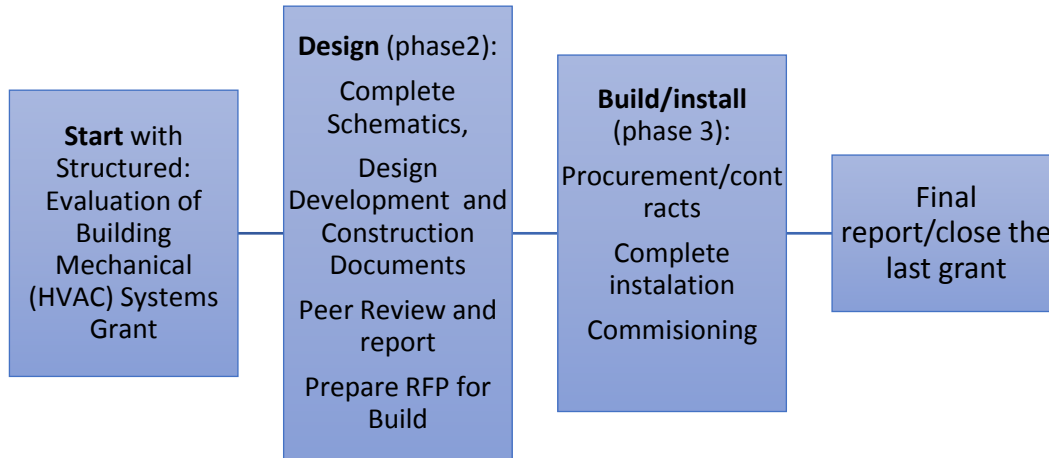 Start with
Structured:
Evaluation of
Building
Mechanical
(HVAC) Systems
Grant
Design (phase2):
Complete
Schematics,
Design
Development and
Construction
Documents
Peer Review and
report
Prepare RFP for
Build
Build/install
(phase 3):
Procurement/cont
racts
Complete
instalation
Commisioning
Final
report/close the
last grant